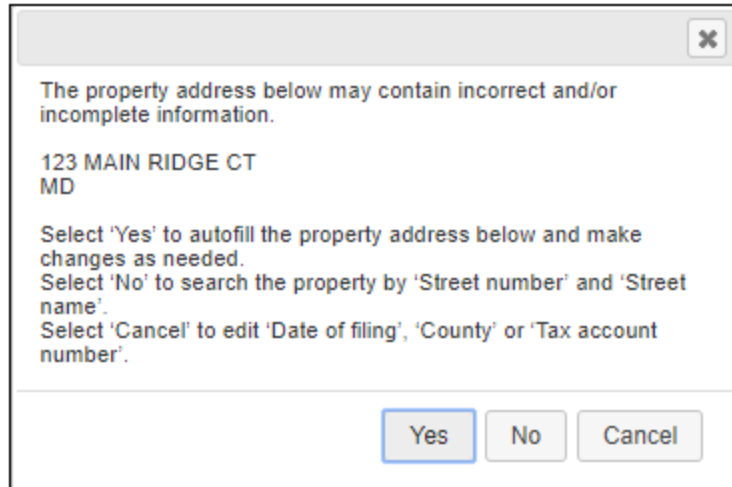 The property address below may contain incorrect and/or
incomplete information.
123 MAIN RIDGE CT
MD
Select ‘Yes’ to autofill the property address below and make
changes as needed.
Select ‘No’ to search the property by ‘Street number’ and ‘Street
name’.
Select ‘Cancel’ to edit ‘Date of filing’, ‘County’ or ‘Tax account
number’.
Yes No Cancel